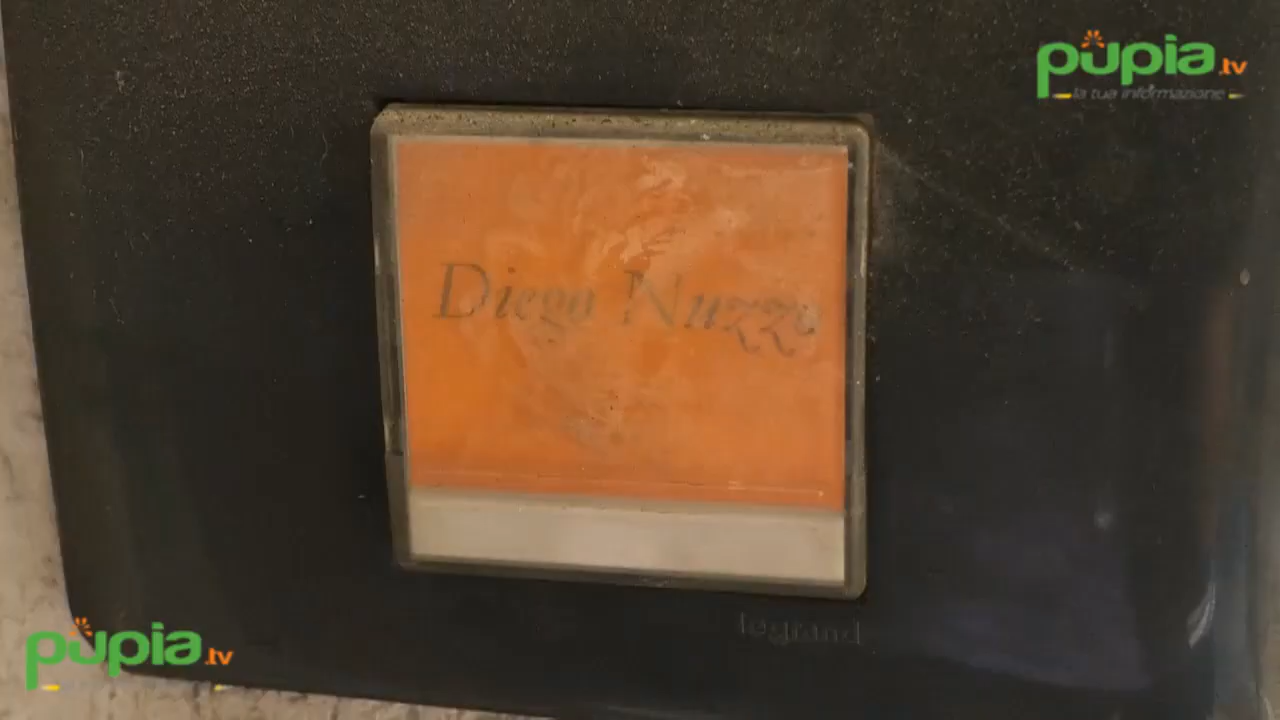 pupia.tv
la tua informazione
Diego Nuzzo
legrand
pupia.tv